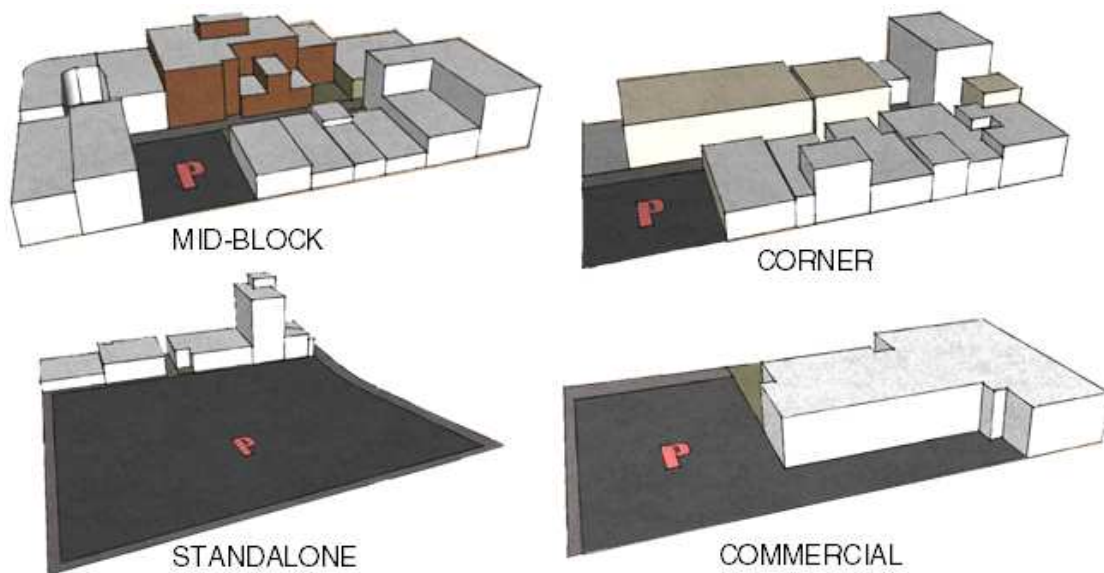 P
P
MID-BLOCK
CORNER
P
P
STANDALONE
COMMERCIAL